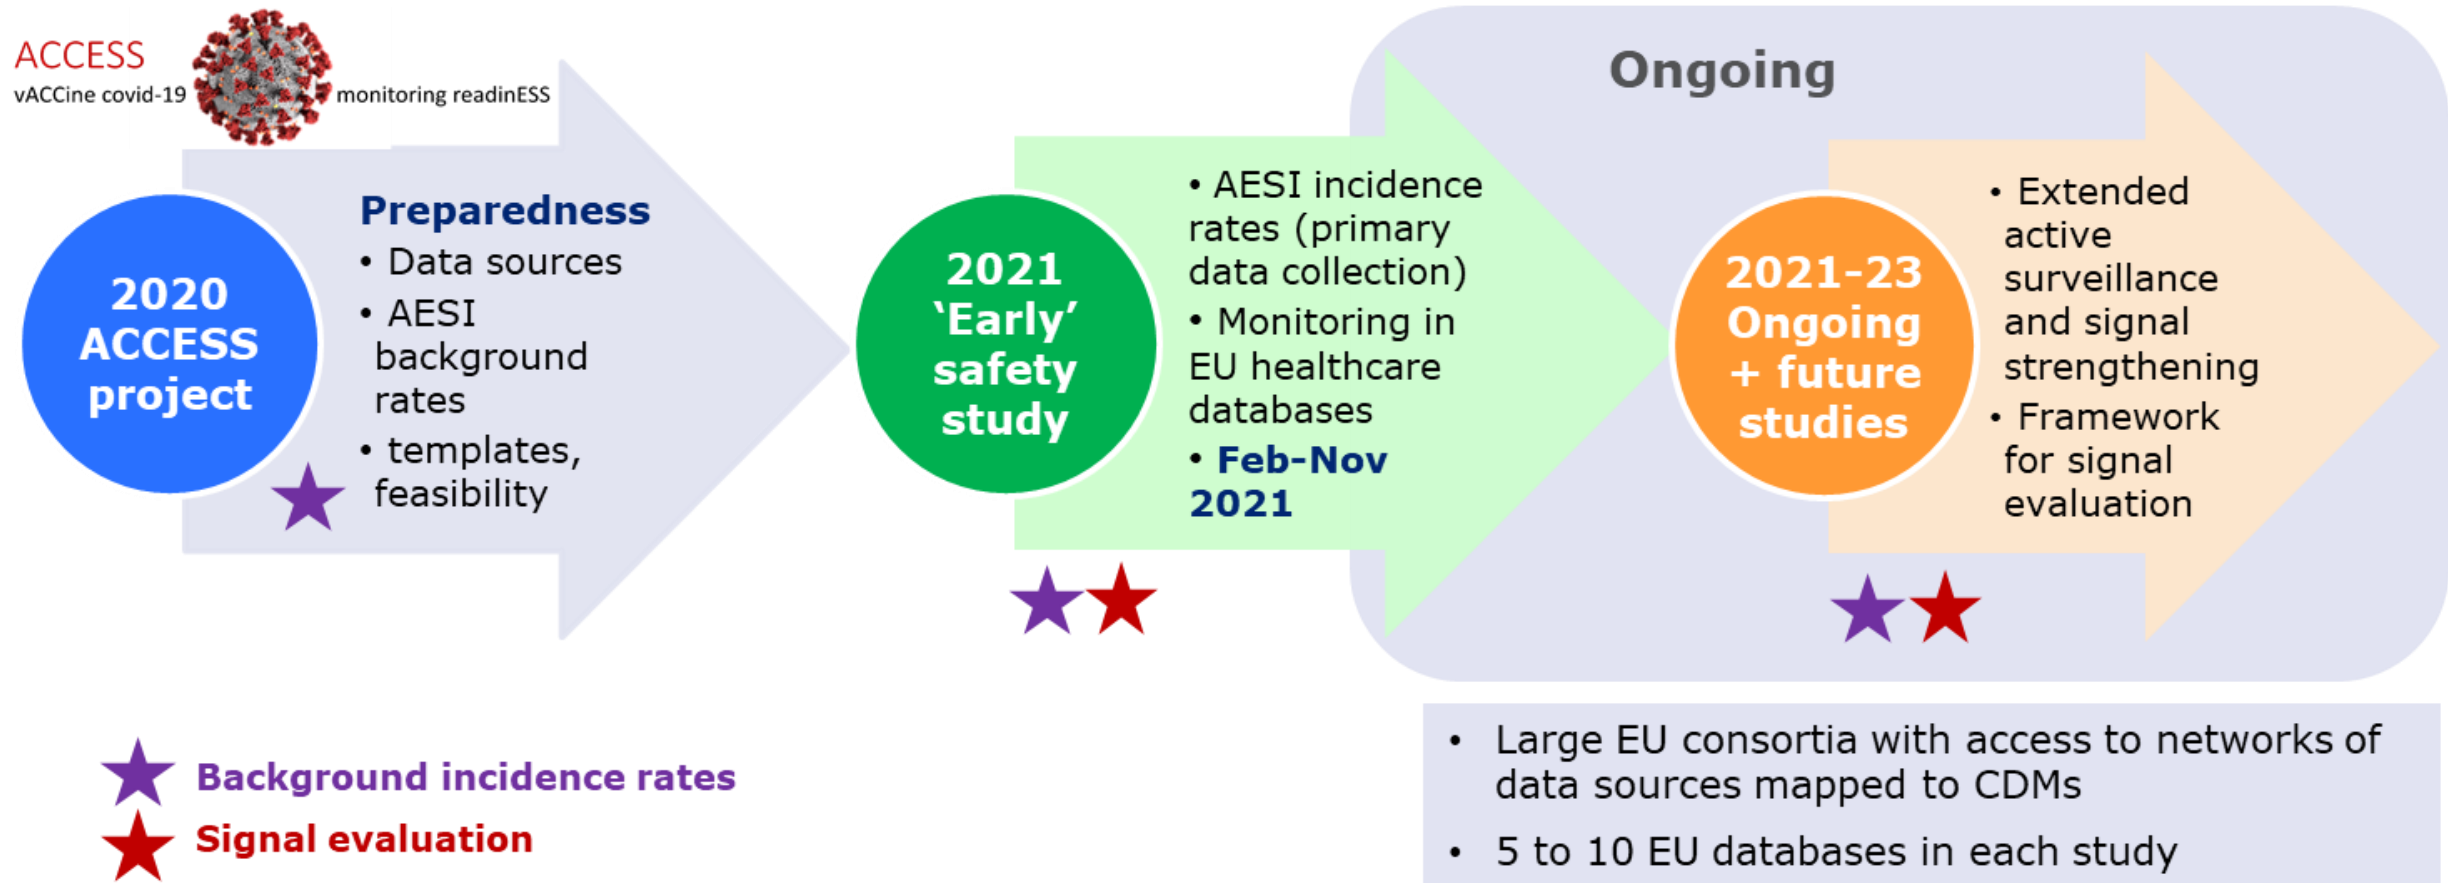 ACCESS
vACCine covid-19 monitoring readinESS
2020
ACCESS
project
Preparedness
• Data sources
• AESI
background
rates
• templates,
feasibility
2021
‘Early’
safety
study
• AESI incidence
rates (primary
data collection)
• Monitoring in
EU healthcare
databases
• Feb-Nov
2021
Ongoing
2021-23
Ongoing
+ future
studies
• Extended
active
surveillance
and signal
strengthening
• Framework
for signal
evaluation
Background incidence rates
Signal evaluation
• Large EU consortia with access to networks of
data sources mapped to CDMs
• 5 to 10 EU databases in each study